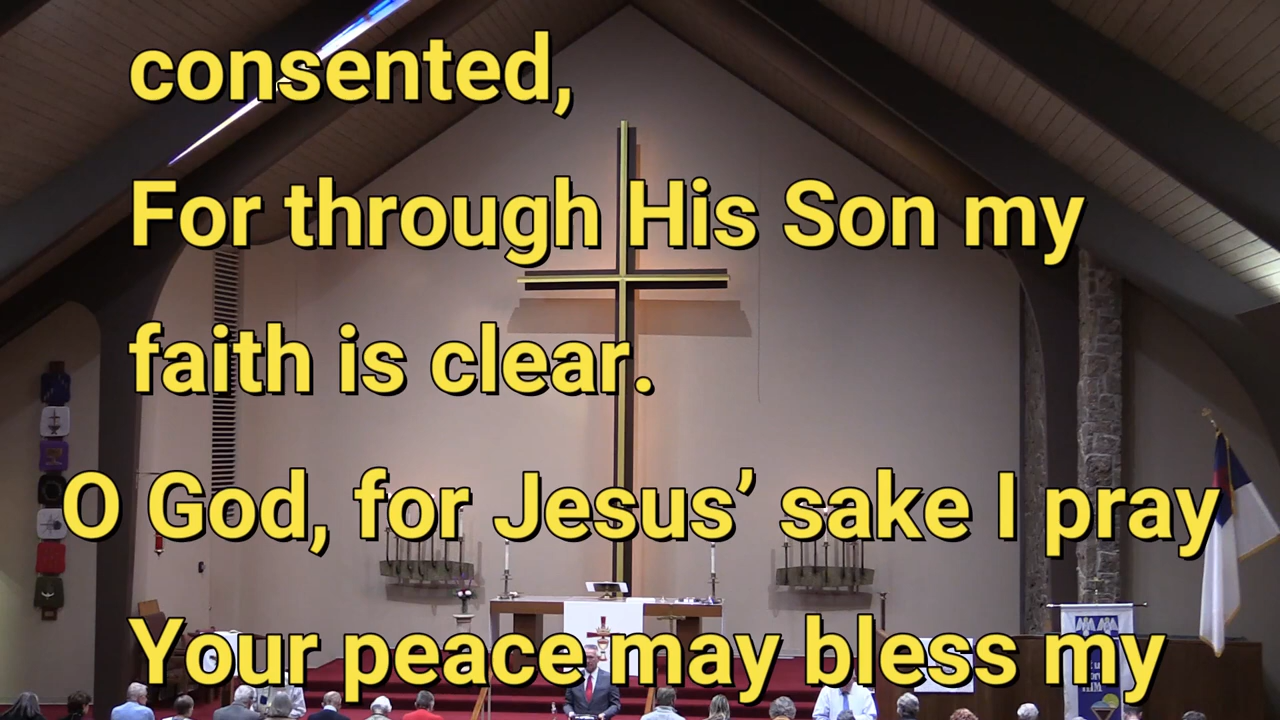 consented,
For through His Son my
faith is clear.
O God, for Jesus’ sake I pray
Your peace may bless my